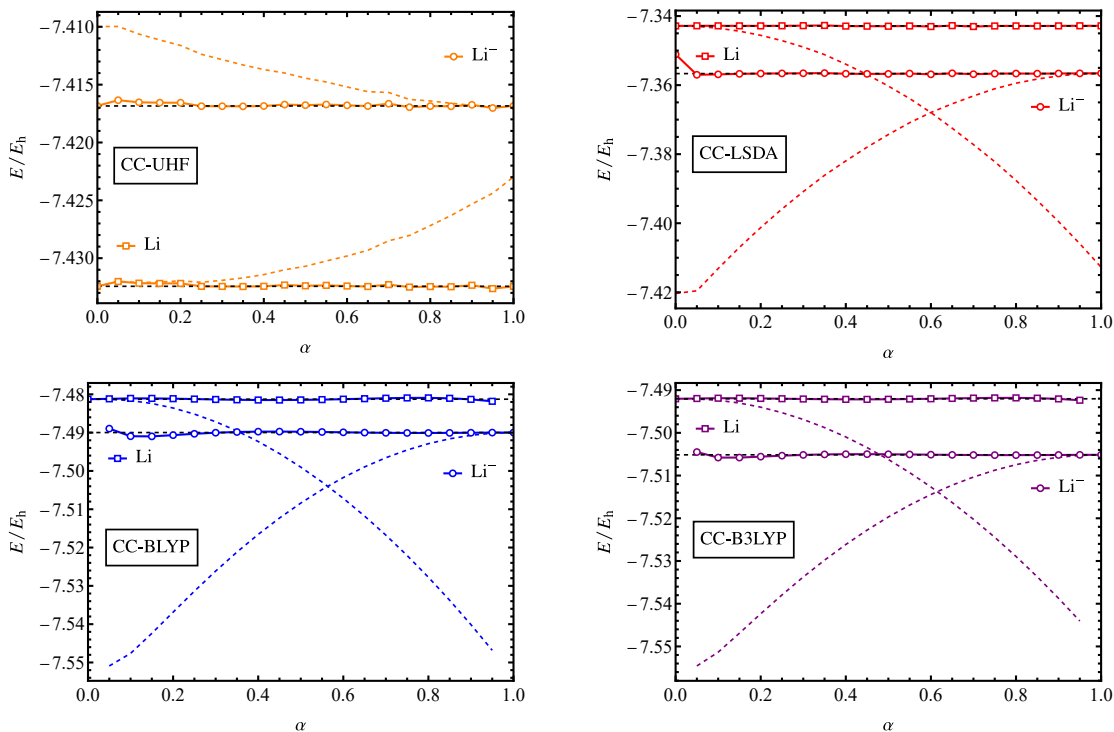 −7.410
−7.415
−7.417
−7.425
−7.430
E/Eₕ
CC-UHF
Li⁻
Li
0.0 0.2 0.4 0.6 0.8 1.0
α
−7.34
−7.36
−7.38
−7.40
−7.42
E/Eₕ
Li
Li⁻
CC-LSDA
0.0 0.2 0.4 0.6 0.8 1.0
α
−7.48
−7.49
−7.50
−7.51
−7.52
−7.53
−7.54
−7.55
E/Eₕ
Li
Li⁻
CC-BLYP
0.0 0.2 0.4 0.6 0.8 1.0
α
−7.49
−7.50
−7.51
−7.52
−7.53
−7.54
−7.55
E/Eₕ
Li
Li⁻
CC-B3LYP
0.0 0.2 0.4 0.6 0.8 1.0
α